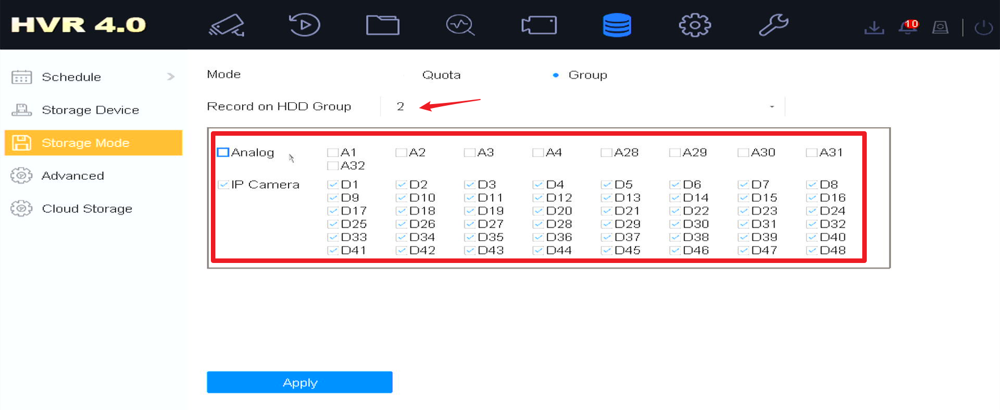 HVR 4.0
10
Schedule
Mode
Quota
Group
Storage Device
Record on HDD Group
2
Storage Mode
Analog
A1 A2 A3 A4 A28 A29 A30 A31
A32
Advanced
IP Camera
D1 D2 D3 D4 D5 D6 D7 D8
D9 D10 D11 D12 D13 D14 D15 D16
Cloud Storage
D17 D18 D19 D20 D21 D22 D23 D24
D25 D26 D27 D28 D29 D30 D31 D32
D33 D34 D35 D36 D37 D38 D39 D40
D41 D42 D43 D44 D45 D46 D47 D48
Apply